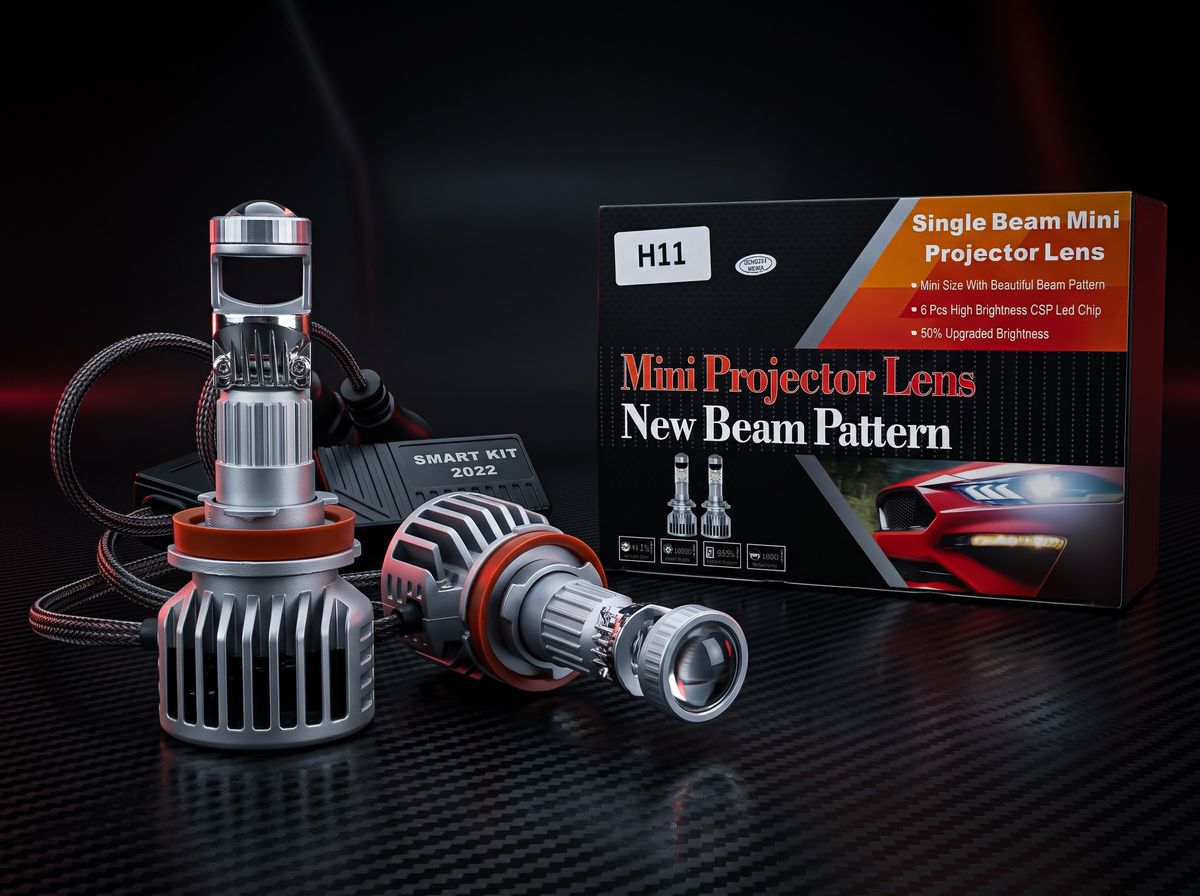 H11
Single Beam Mini
Projector Lens
Mini Size With Beautiful Beam Pattern
6 Pcs High Brightness CSP Led Chip
50% Upgraded Brightness
Mini Projector Lens
New Beam Pattern
SMART KIT
2022